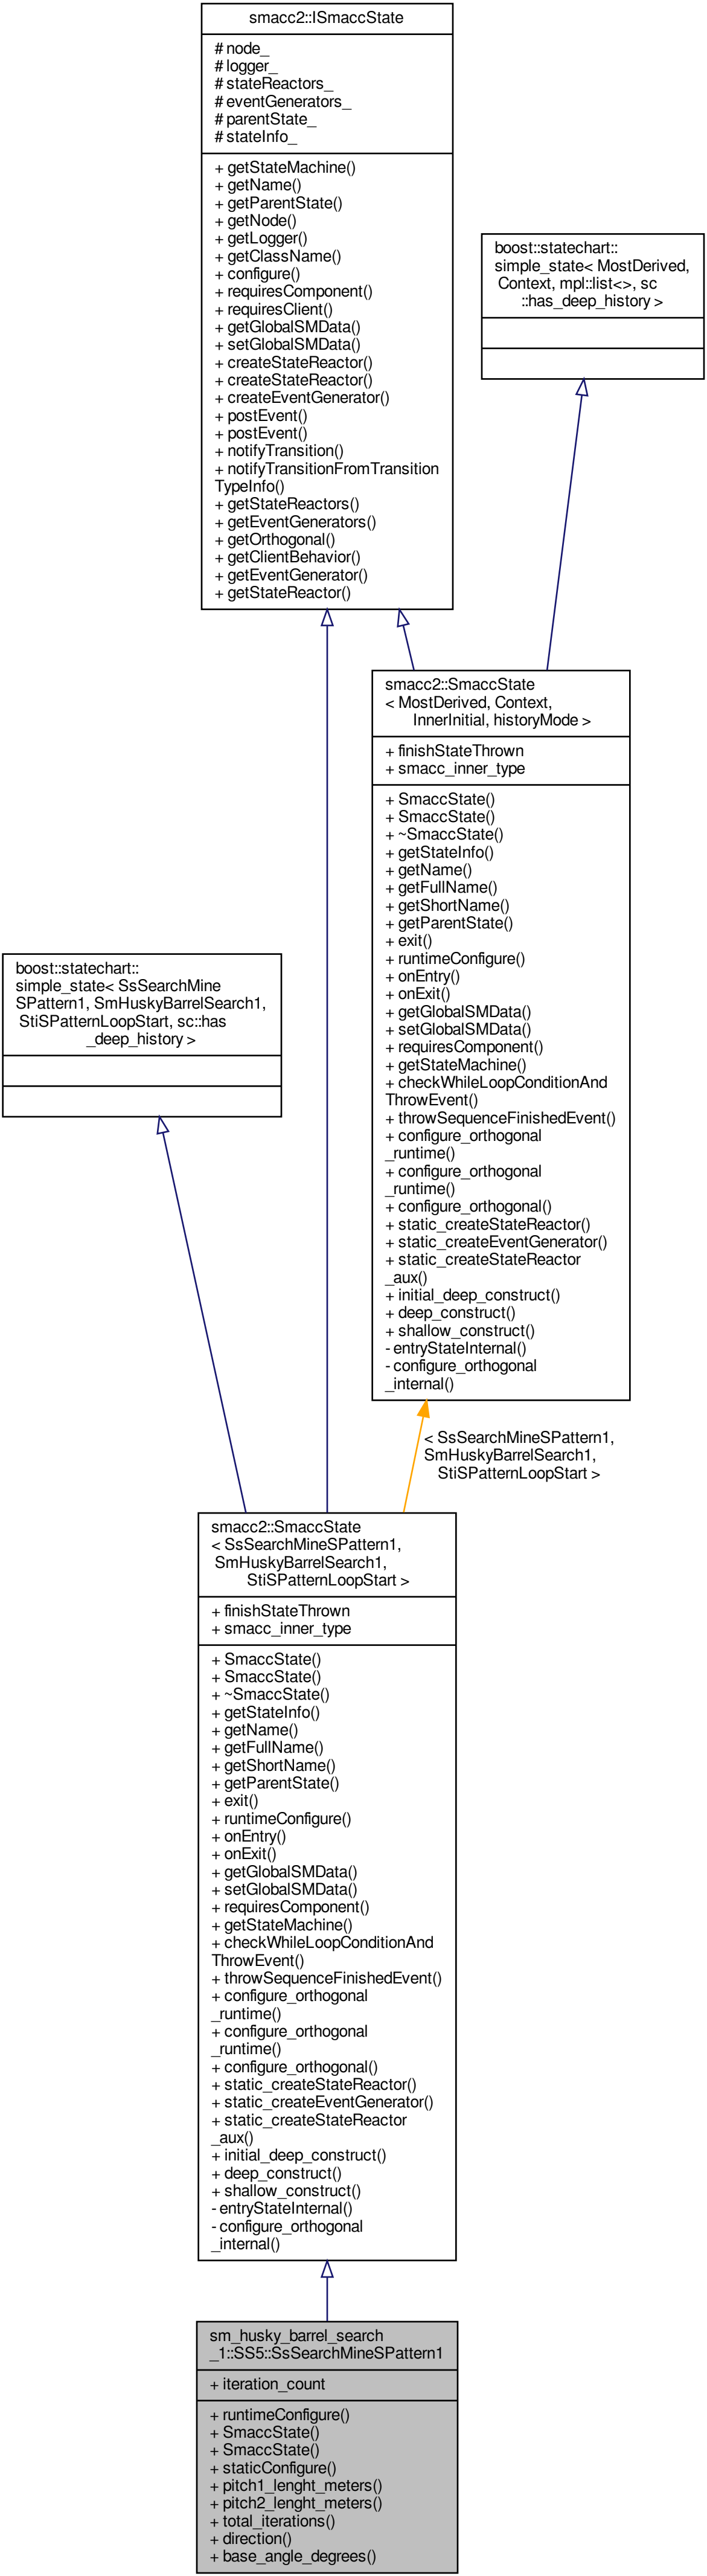 smacc2::ISmaccState
# node_
# logger_
# stateReactors_
# eventGenerators_
# parentState_
# stateInfo_
+ getStateMachine()
+ getName()
+ getParentState()
+ getNode()
+ getLogger()
+ getClassName()
+ configure()
+ requiresComponent()
+ requiresClient()
+ getGlobalSMData()
+ setGlobalSMData()
+ createStateReactor()
+ createStateReactor()
+ createEventGenerator()
+ postEvent()
+ postEvent()
+ notifyTransition()
+ notifyTransitionFromTransition
TypeInfo()
+ getStateReactors()
+ getEventGenerators()
+ getOrthogonal()
+ getClientBehavior()
+ getEventGenerator()
+ getStateReactor()
boost::statechart::
simple_state< MostDerived,
Context, mpl::list<>, sc
::has_deep_history >
smacc2::SmaccState
< MostDerived, Context,
InnerInitial, historyMode >
+ finishStateThrown
+ smacc_inner_type
+ SmaccState()
+ SmaccState()
+ ~SmaccState()
+ getStateInfo()
+ getName()
+ getFullName()
+ getShortName()
+ getParentState()
+ exit()
+ runtimeConfigure()
+ onEntry()
+ onExit()
+ getGlobalSMData()
+ setGlobalSMData()
+ requiresComponent()
+ getStateMachine()
+ checkWhileLoopConditionAnd
ThrowEvent()
+ throwSequenceFinishedEvent()
+ configure_orthogonal
_runtime()
+ configure_orthogonal
_runtime()
+ configure_orthogonal()
+ static_createStateReactor()
+ static_createEventGenerator()
+ static_createStateReactor
_aux()
+ initial_deep_construct()
+ deep_construct()
+ shallow_construct()
- entryStateInternal()
- configure_orthogonal
_internal()
boost::statechart::
simple_state< SsSearchMine
SPattern1, SmHuskyBarrelSearch1,
StiSPatternLoopStart, sc::has
_deep_history >
< SsSearchMineSPattern1,
SmHuskyBarrelSearch1,
StiSPatternLoopStart >
smacc2::SmaccState
< SsSearchMineSPattern1,
SmHuskyBarrelSearch1,
StiSPatternLoopStart >
+ finishStateThrown
+ smacc_inner_type
+ SmaccState()
+ SmaccState()
+ ~SmaccState()
+ getStateInfo()
+ getName()
+ getFullName()
+ getShortName()
+ getParentState()
+ exit()
+ runtimeConfigure()
+ onEntry()
+ onExit()
+ getGlobalSMData()
+ setGlobalSMData()
+ requiresComponent()
+ getStateMachine()
+ checkWhileLoopConditionAnd
ThrowEvent()
+ throwSequenceFinishedEvent()
+ configure_orthogonal
_runtime()
+ configure_orthogonal
_runtime()
+ configure_orthogonal()
+ static_createStateReactor()
+ static_createEventGenerator()
+ static_createStateReactor
_aux()
+ initial_deep_construct()
+ deep_construct()
+ shallow_construct()
- entryStateInternal()
- configure_orthogonal
_internal()
sm_husky_barrel_search
_1::SS5::SsSearchMineSPattern1
+ iteration_count
+ runtimeConfigure()
+ SmaccState()
+ SmaccState()
+ staticConfigure()
+ pitch1_lenght_meters()
+ pitch2_lenght_meters()
+ total_iterations()
+ direction()
+ base_angle_degrees()